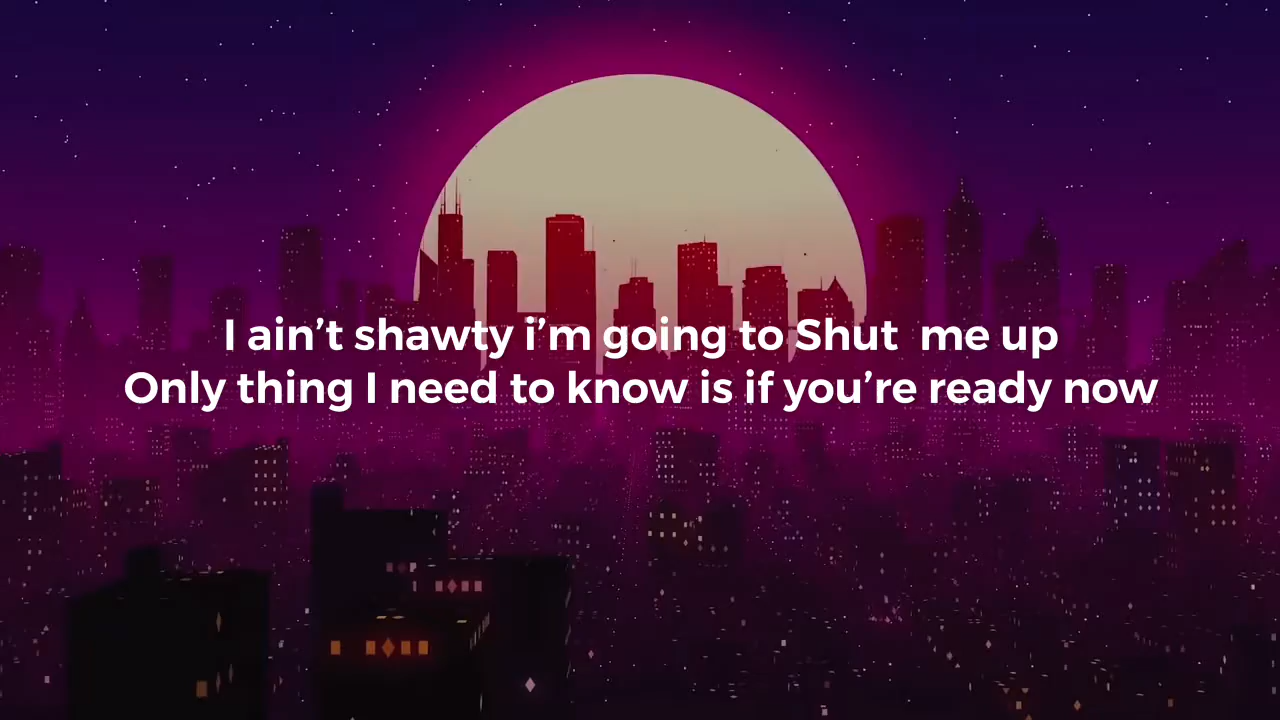 I ain’t shawty i’m going to Shut  me up
Only thing I need to know is if you’re ready now